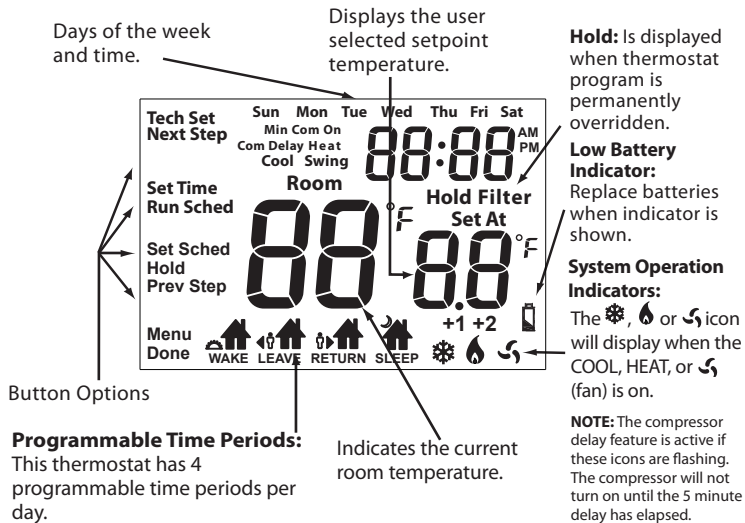 Days of the week
and time.
Displays the user
selected setpoint
temperature.
Hold: Is displayed
when thermostat
program is
permanently
overridden.
Low Battery
Indicator:
Replace batteries
when indicator is
shown.
System Operation
Indicators:
The , or icon
will display when the
COOL, HEAT, or
(fan) is on.
NOTE: The compressor
delay feature is active if
these icons are flashing.
The compressor will not
turn on until the 5 minute
delay has elapsed.
Tech Set
Next Step
Set Time
Run Sched
Set Sched
Hold
Prev Step
Menu
Done
Sun Mon Tue Wed Thu Fri Sat
Min Com On
Com Delay Heat
Cool Swing
88:88 AM
PM
Room
88 °F
Hold Filter
Set At
8.8 °F
+1 +2
WAKE LEAVE RETURN SLEEP
Button Options
Programmable Time Periods:
This thermostat has 4
programmable time periods per
day.
Indicates the current
room temperature.